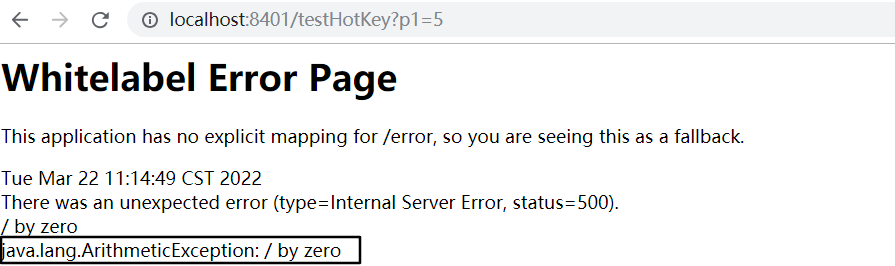 localhost:8401/testHotKey?p1=5
Whitelabel Error Page
This application has no explicit mapping for /error, so you are seeing this as a fallback.
Tue Mar 22 11:14:49 CST 2022
There was an unexpected error (type=Internal Server Error, status=500).
/ by zero
java.lang.ArithmeticException: / by zero